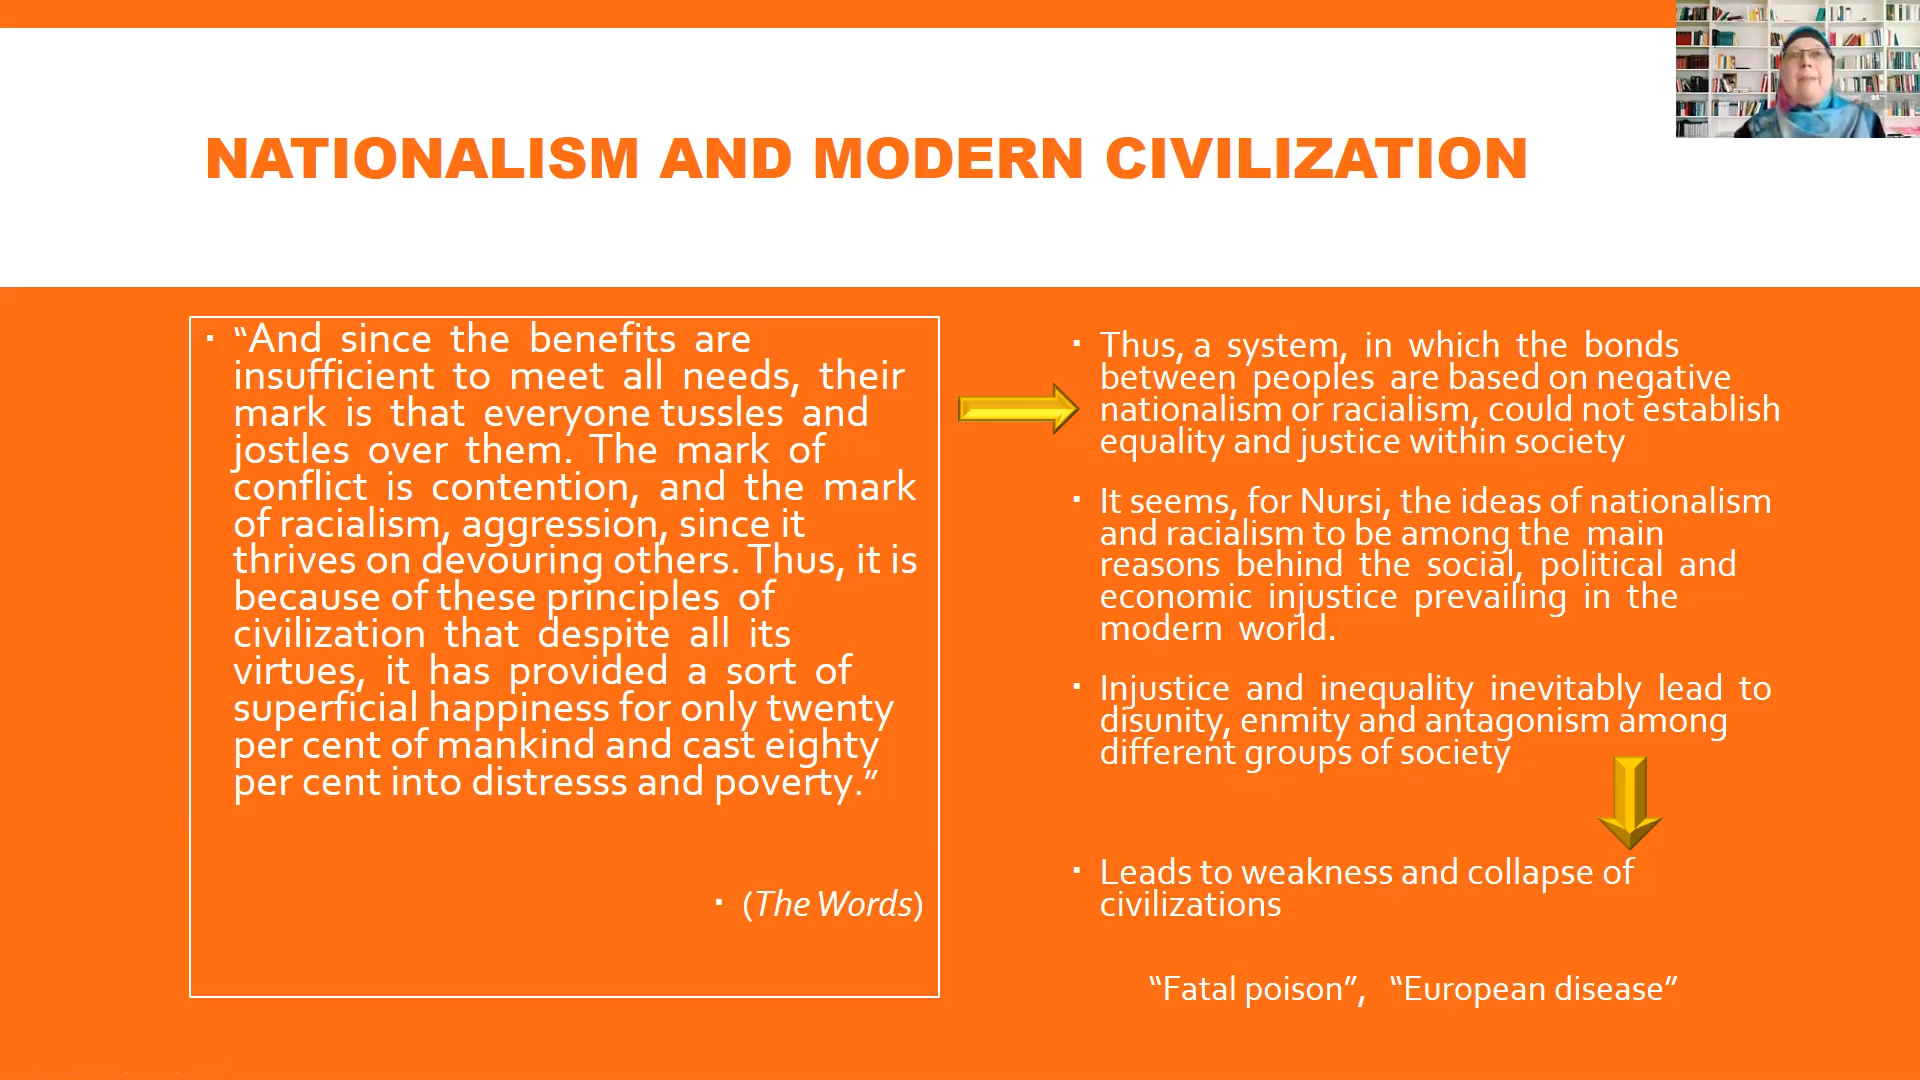 NATIONALISM AND MODERN CIVILIZATION
“And since the benefits are
insufficient to meet all needs, their
mark is that everyone tussles and
jostles over them. The mark of
conflict is contention, and the mark
of racialism, aggression, since it
thrives on devouring others. Thus, it is
because of these principles of
civilization that despite all its
virtues, it has provided a sort of
superficial happiness for only twenty
per cent of mankind and cast eighty
per cent into distresss and poverty.”
(The Words)
Thus, a system, in which the bonds
between peoples are based on negative
nationalism or racialism, could not establish
equality and justice within society
It seems, for Nursi, the ideas of nationalism
and racialism to be among the main
reasons behind the social, political and
economic injustice prevailing in the
modern world.
Injustice and inequality inevitably lead to
disunity, enmity and antagonism among
different groups of society
Leads to weakness and collapse of
civilizations
“Fatal poison”, “European disease”